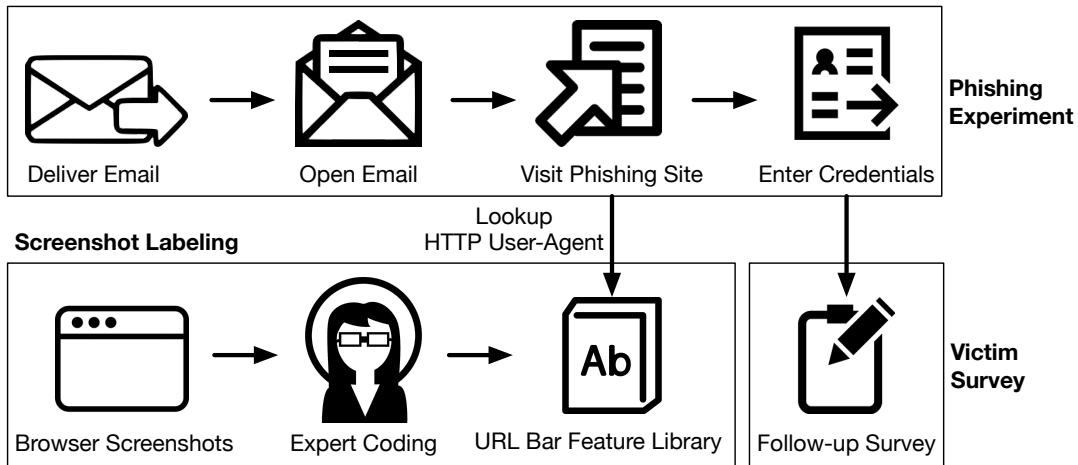 Deliver Email
Open Email
Visit Phishing Site
Enter Credentials
Phishing
Experiment
Lookup
HTTP User-Agent
Screenshot Labeling
Ab
Browser Screenshots
Expert Coding
URL Bar Feature Library
Follow-up Survey
Victim
Survey